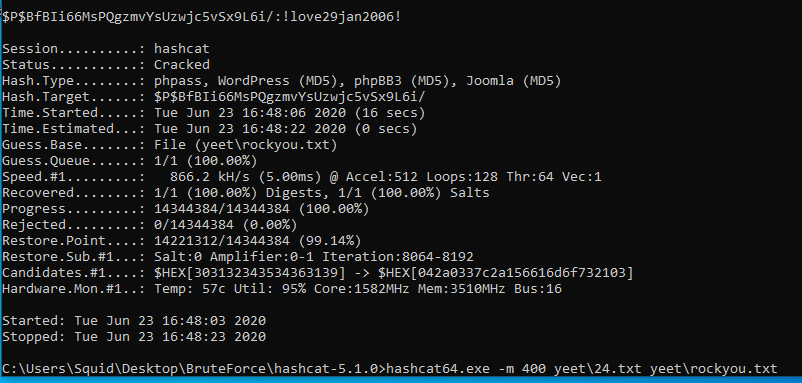 $P$BfBIi66MsPQgzmvYsUzwjc5vSx9L6i/:!love29jan2006!
Session..........: hashcat
Status...........: Cracked
Hash.Type........: phpass, WordPress (MD5), phpBB3 (MD5), Joomla (MD5)
Hash.Target......: $P$BfBIi66MsPQgzmvYsUzwjc5vSx9L6i/
Time.Started.....: Tue Jun 23 16:48:06 2020 (16 secs)
Time.Estimated...: Tue Jun 23 16:48:22 2020 (0 secs)
Guess.Base.......: File (yeet\rockyou.txt)
Guess.Queue......: 1/1 (100.00%)
Speed.#1.........:   866.2 kH/s (5.00ms) @ Accel:512 Loops:128 Thr:64 Vec:1
Recovered........: 1/1 (100.00%) Digests, 1/1 (100.00%) Salts
Progress.........: 14344384/14344384 (100.00%)
Rejected.........: 0/14344384 (0.00%)
Restore.Point....: 14221312/14344384 (99.14%)
Restore.Sub.#1...: Salt:0 Amplifier:0-1 Iteration:8064-8192
Candidates.#1....: $HEX[303132343534363139] -> $HEX[042a0337c2a156616d6f732103]
Hardware.Mon.#1..: Temp: 57c Util: 95% Core:1582MHz Mem:3510MHz Bus:16
Started: Tue Jun 23 16:48:03 2020
Stopped: Tue Jun 23 16:48:23 2020
C:\Users\Squid\Desktop\BruteForce\hashcat-5.1.0>hashcat64.exe -m 400 yeet\24.txt yeet\rockyou.txt